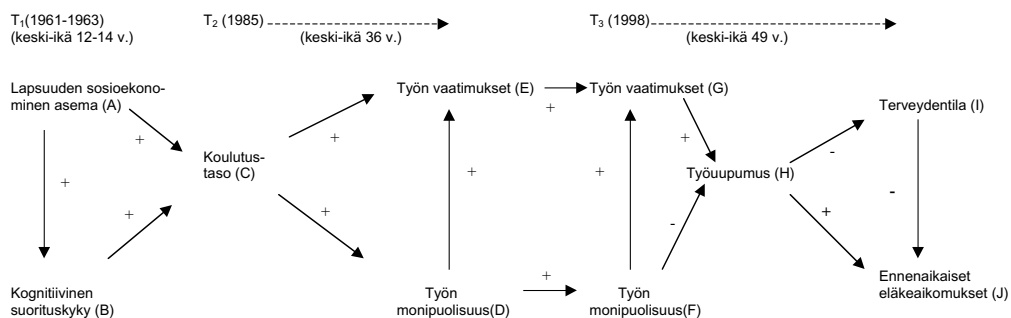 T₁(1961-1963)
(keski-ikä 12-14 v.)
T₂ (1985)
(keski-ikä 36 v.)
T₃ (1998)
(keski-ikä 49 v.)
Lapsuuden sosioekono-
minen asema (A)
Työn vaatimukset (E)
+
Työn vaatimukset (G)
Terveydentila (I)
+
+
+
Koulutus-
taso (C)
-
Työuupumus (H)
+
+
+
+
+
+
-
+
-
Kognitiivinen
suorituskyky (B)
Työn
monipuolisuus(D)
+
Työn
monipuolisuus(F)
Ennenaikaiset
eläkeaikomukset (J)